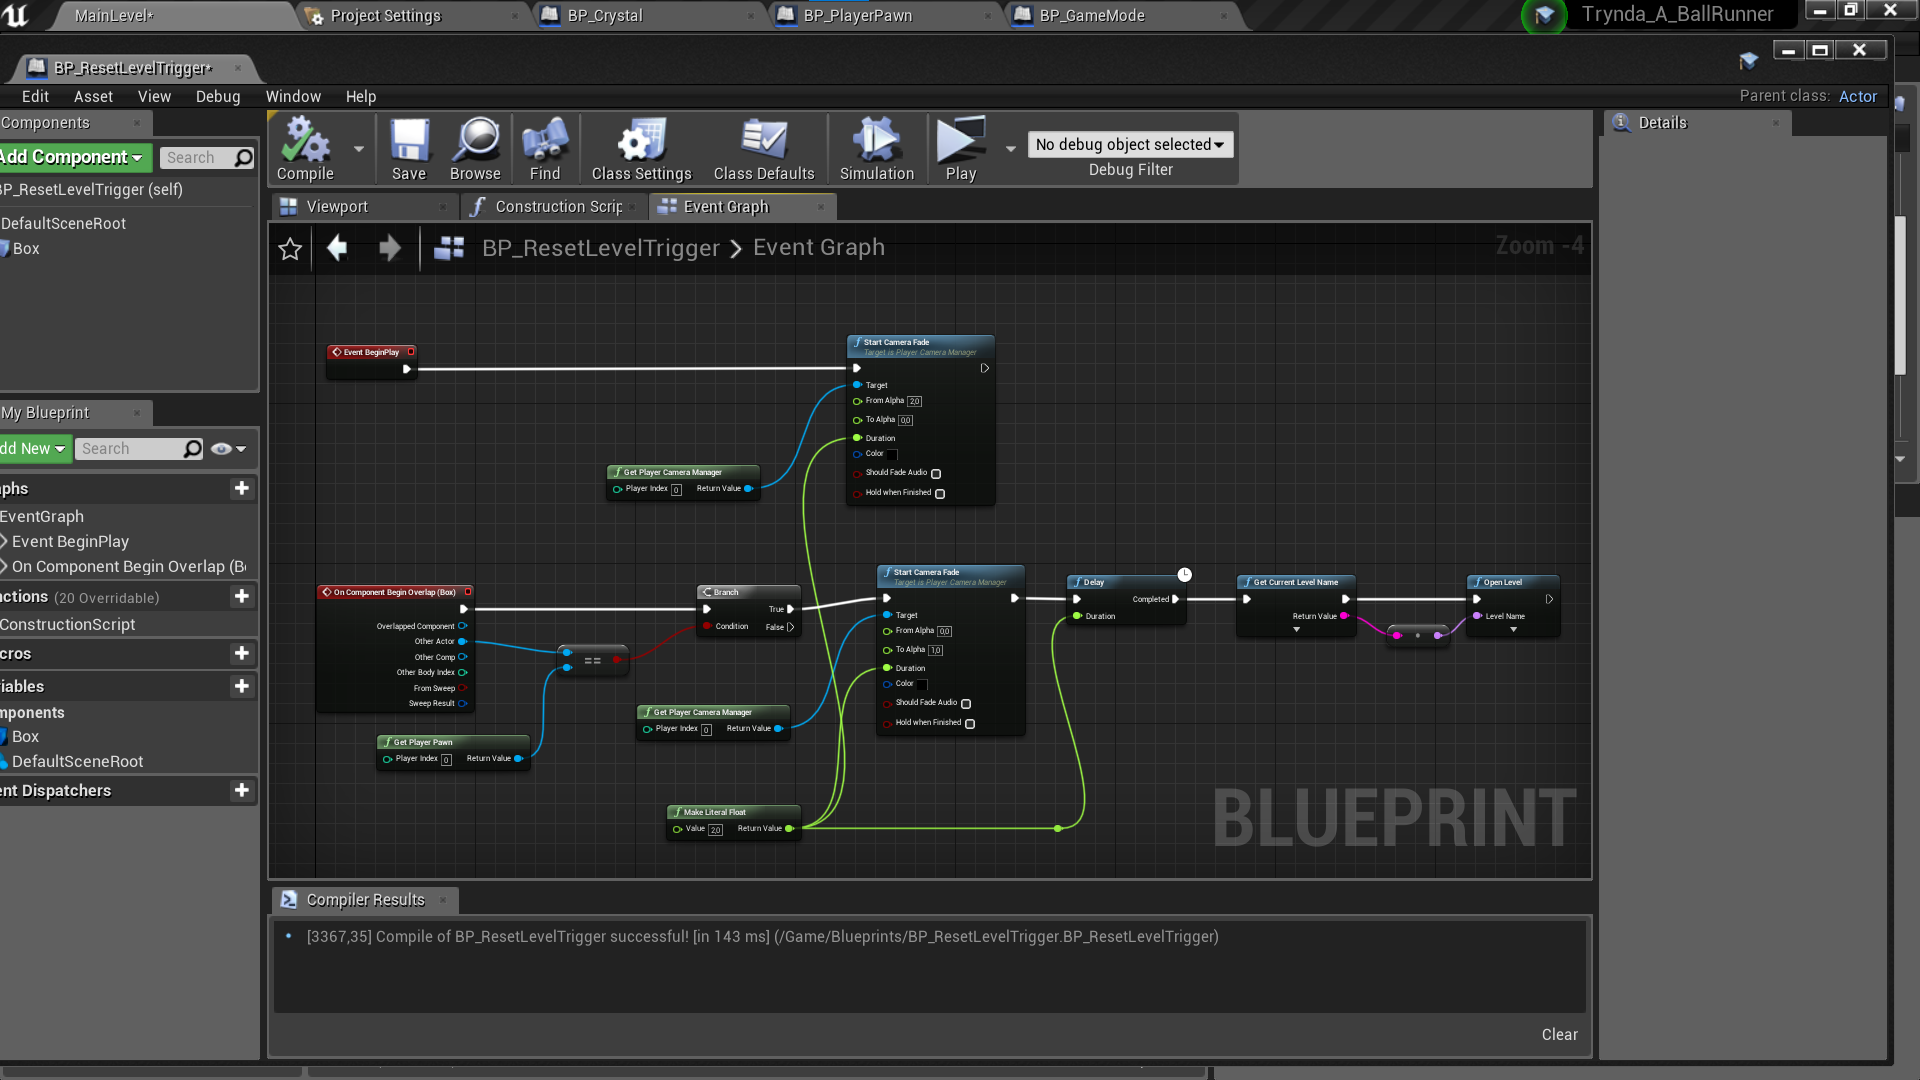 MainLevel*
Project Settings
BP_Crystal
BP_PlayerPawn
BP_GameMode
Trynda_A_BallRunner
BP_ResetLevelTrigger*
Edit Asset View Debug Window Help
Parent class: Actor
Components
Add Component
Search
BP_ResetLevelTrigger (self)
DefaultSceneRoot
Box
Compile
Save
Browse
Find
Class Settings
Class Defaults
Simulation
Play
No debug object selected
Debug Filter
Details
Viewport
Construction Scrip
Event Graph
BP_ResetLevelTrigger > Event Graph
Zoom -4
My Blueprint
dd New
Search
phs
EventGraph
Event BeginPlay
On Component Begin Overlap (B
nctions (20 Overridable)
ConstructionScript
cros
iables
mponents
Box
DefaultSceneRoot
ent Dispatchers
Event BeginPlay
Start Camera Fade
Target is Player Camera Manager
Target
From Alpha 2,0
To Alpha 0,0
Duration
Color
Should Fade Audio
Hold when Finished
Get Player Camera Manager
Player Index 0 Return Value
On Component Begin Overlap (Box)
Overlapped Component
Other Actor
Other Comp
Other Body Index
From Sweep
Sweep Result
==
Get Player Pawn
Player Index 0 Return Value
Branch
True
Condition False
Get Player Camera Manager
Player Index 0 Return Value
Start Camera Fade
Target is Player Camera Manager
Target
From Alpha 0,0
To Alpha 1,0
Duration
Color
Should Fade Audio
Hold when Finished
Make Literal Float
Value 2,0 Return Value
Delay
Completed
Duration
Get Current Level Name
Return Value
Open Level
Level Name
BLUEPRINT
Compiler Results
[3367,35] Compile of BP_ResetLevelTrigger successful! [in 143 ms] (/Game/Blueprints/BP_ResetLevelTrigger.BP_ResetLevelTrigger)
Clear